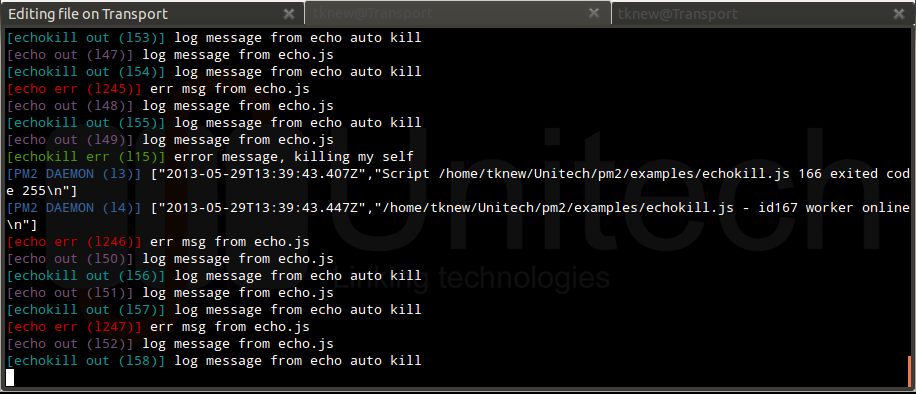 Editing file on Transport
tknew@Transport
tknew@Transport
[echokill out (l53)] log message from echo auto kill
[echo out (l47)] log message from echo.js
[echokill out (l54)] log message from echo auto kill
[echo err (l245)] err msg from echo.js
[echo out (l48)] log message from echo.js
[echokill out (l55)] log message from echo auto kill
[echo out (l49)] log message from echo.js
[echokill err (l15)] error message, killing my self
[PM2 DAEMON (l3)] ["2013-05-29T13:39:43.407Z","Script /home/tknew/Unitech/pm2/examples/echokill.js 166 exited cod
e 255\n"]
[PM2 DAEMON (l4)] ["2013-05-29T13:39:43.447Z","/home/tknew/Unitech/pm2/examples/echokill.js - id167 worker online
\n"]
[echo err (l246)] err msg from echo.js
[echo out (l50)] log message from echo.js
[echokill out (l56)] log message from echo auto kill
[echo out (l51)] log message from echo.js
[echokill out (l57)] log message from echo auto kill
[echo err (l247)] err msg from echo.js
[echo out (l52)] log message from echo.js
[echokill out (l58)] log message from echo auto kill
Unitech
Linking technologies